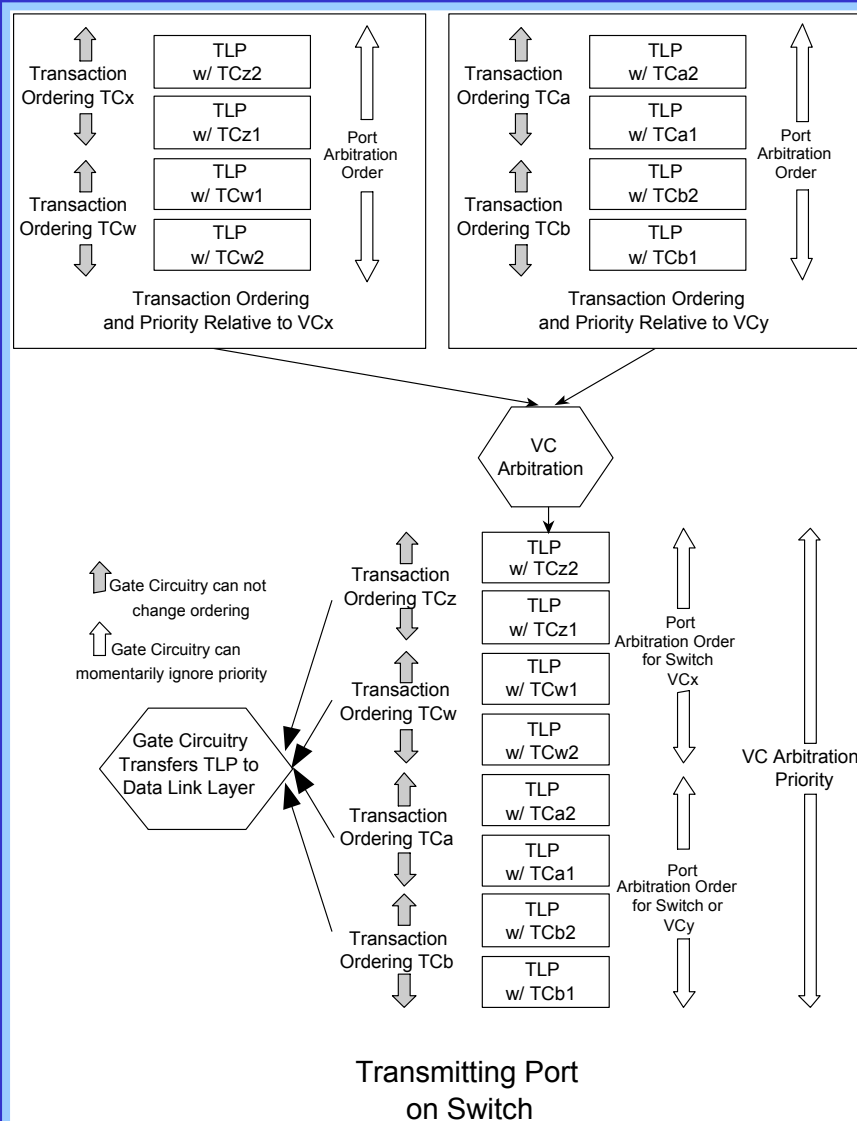 Transaction
Ordering TCx
Transaction
Ordering TCw
TLP
w/ TCz2
TLP
w/ TCz1
TLP
w/ TCw1
TLP
w/ TCw2
Port
Arbitration
Order
Transaction Ordering
and Priority Relative to VCx
Transaction
Ordering TCa
Transaction
Ordering TCb
TLP
w/ TCa2
TLP
w/ TCa1
TLP
w/ TCb2
TLP
w/ TCb1
Port
Arbitration
Order
Transaction Ordering
and Priority Relative to VCy
VC
Arbitration
Gate Circuitry can not
change ordering
Gate Circuitry can
momentarily ignore priority
Gate Circuitry
Transfers TLP to
Data Link Layer
Transaction
Ordering TCz
Transaction
Ordering TCw
Transaction
Ordering TCa
Transaction
Ordering TCb
TLP
w/ TCz2
TLP
w/ TCz1
TLP
w/ TCw1
TLP
w/ TCw2
TLP
w/ TCa2
TLP
w/ TCa1
TLP
w/ TCb2
TLP
w/ TCb1
Port
Arbitration Order
for Switch
VCx
Port
Arbitration Order
for Switch or
VCy
VC Arbitration
Priority
Transmitting Port
on Switch